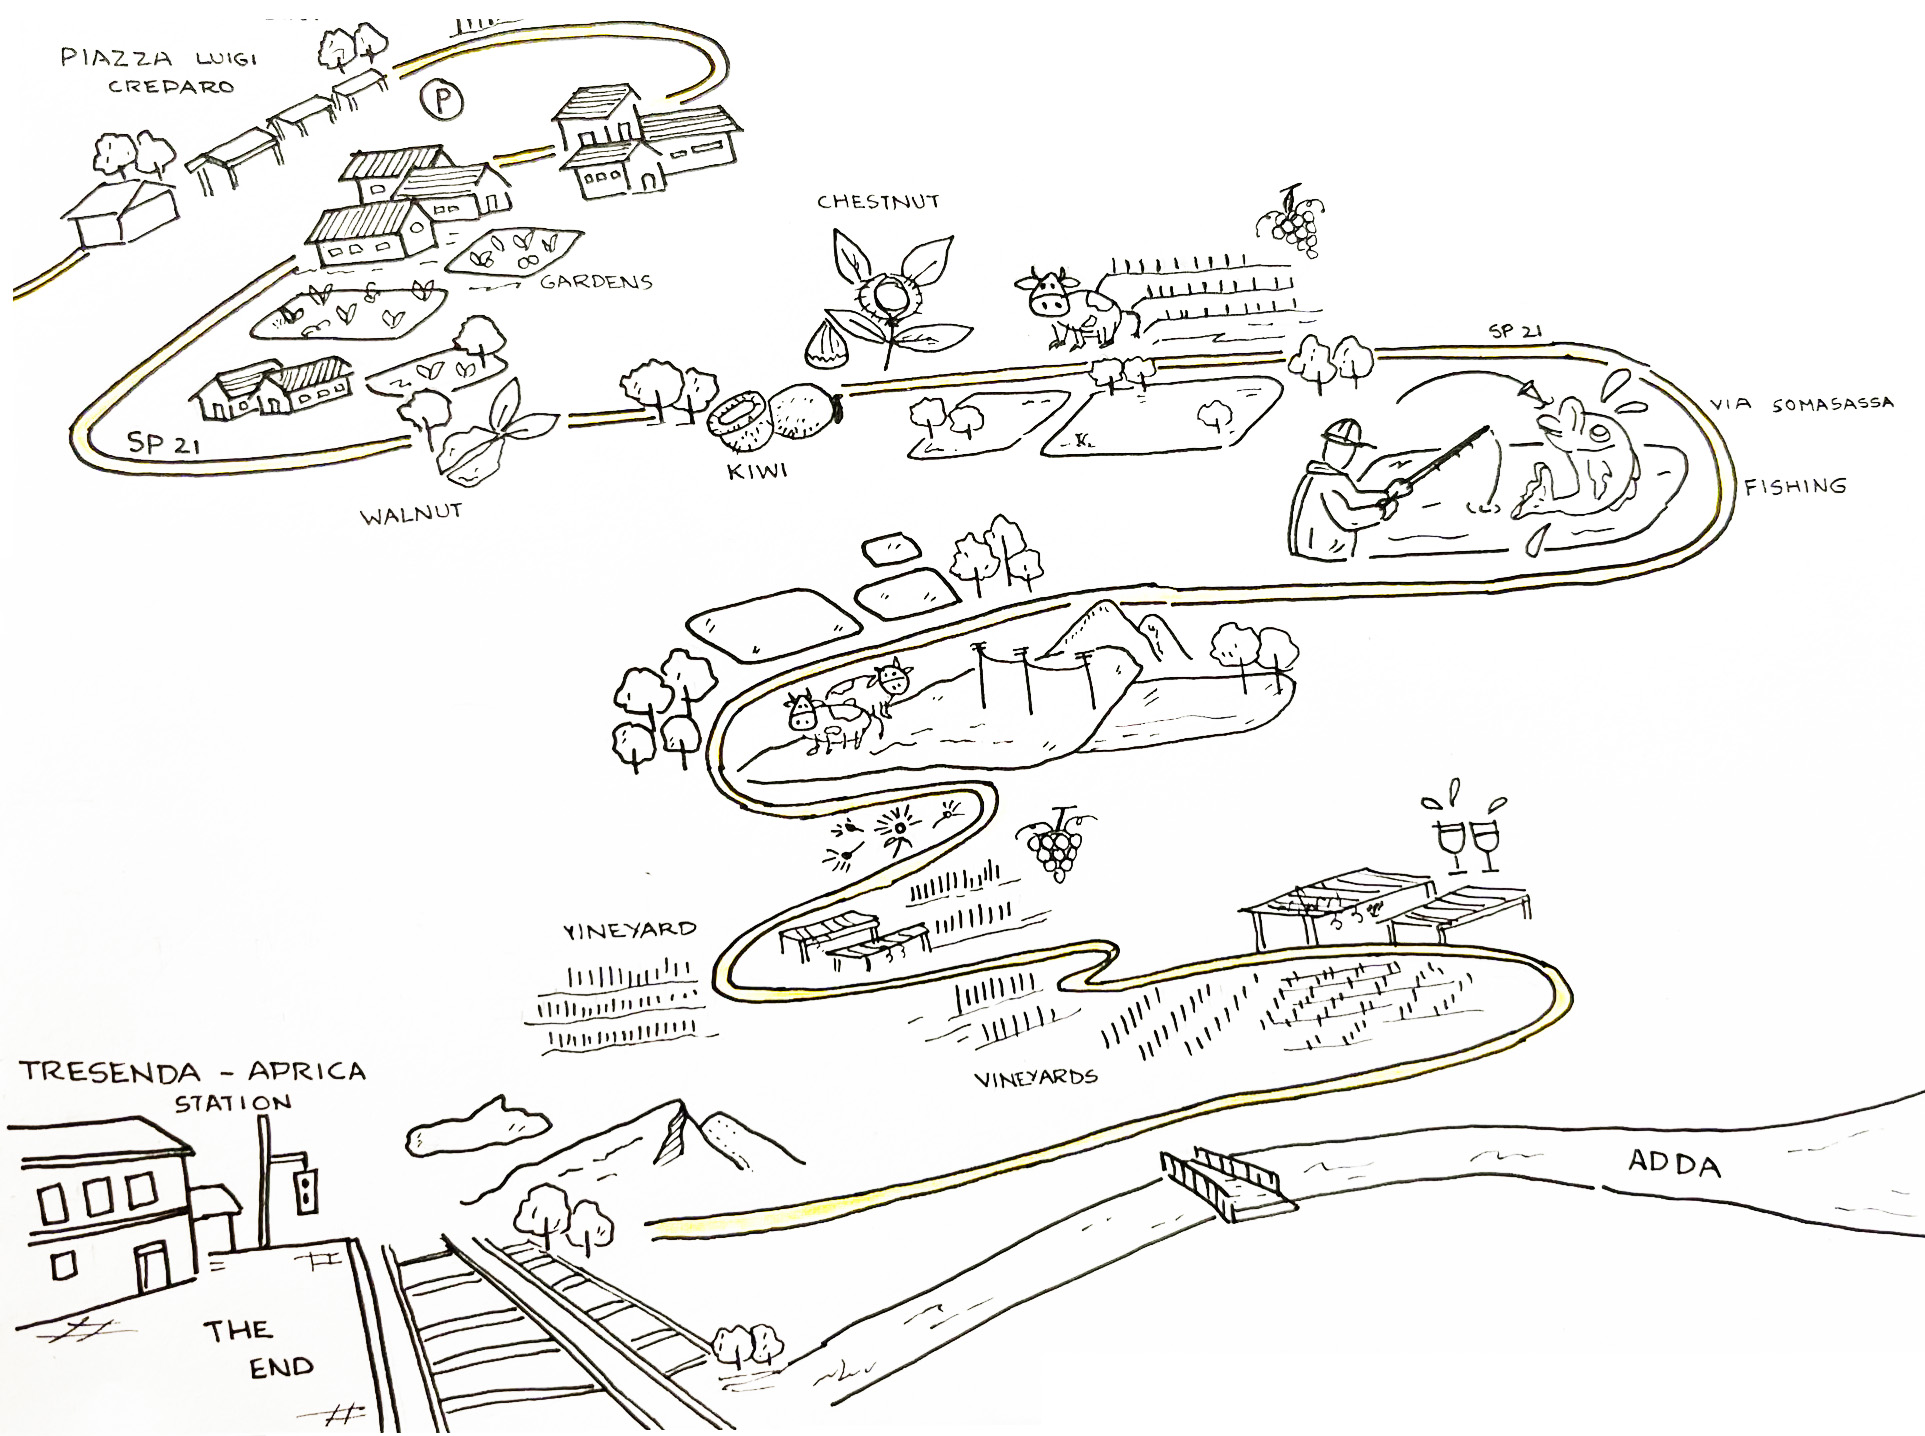 PIAZZA LUIGI
CREDARO
P
GARDENS
CHESTNUT
SP 21
SP 21
VIA SOMASASSA
FISHING
KIWI
WALNUT
VINEYARD
VINEYARDS
TRESENDA - APRICA
STATION
ADDA
THE
END